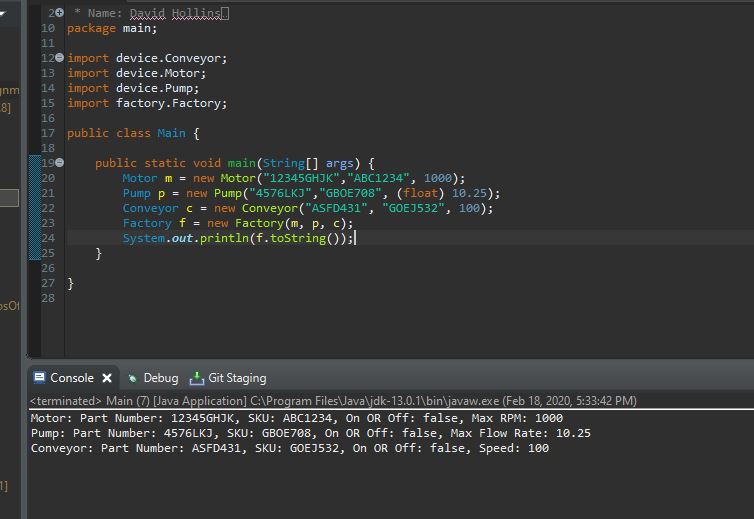 2 * Name: David Hollins
10 package main;
11
12 import device.Conveyor;
13 import device.Motor;
14 import device.Pump;
15 import factory.Factory;
16
17 public class Main {
18
19 public static void main(String[] args) {
20 Motor m = new Motor("12345GHJK","ABC1234", 1000);
21 Pump p = new Pump("4576LKJ","GBOE708", (float) 10.25);
22 Conveyor c = new Conveyor("ASFD431", "GOEJ532", 100);
23 Factory f = new Factory(m, p, c);
24 System.out.println(f.toString());
25 }
26
27 }
28
Console Debug Git Staging
<terminated> Main (7) [Java Application] C:\Program Files\Java\jdk-13.0.1\bin\javaw.exe (Feb 18, 2020, 5:33:42 PM)
Motor: Part Number: 12345GHJK, SKU: ABC1234, On OR Off: false, Max RPM: 1000
Pump: Part Number: 4576LKJ, SKU: GBOE708, On OR Off: false, Max Flow Rate: 10.25
Conveyor: Part Number: ASFD431, SKU: GOEJ532, On OR Off: false, Speed: 100